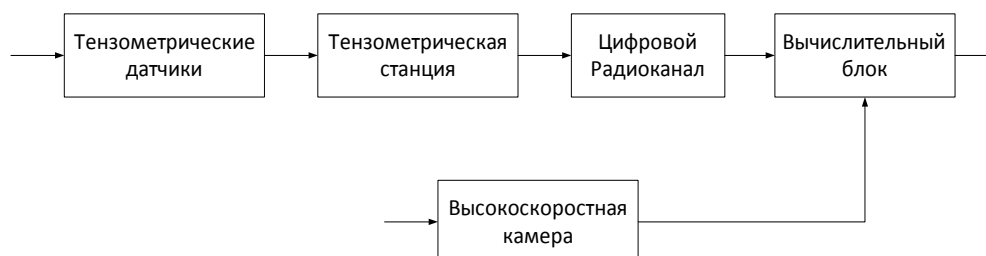 Тензометрические
датчики
Тензометрическая
станция
Цифровой
Радиоканал
Вычислительный
блок
Высокоскоростная
камера